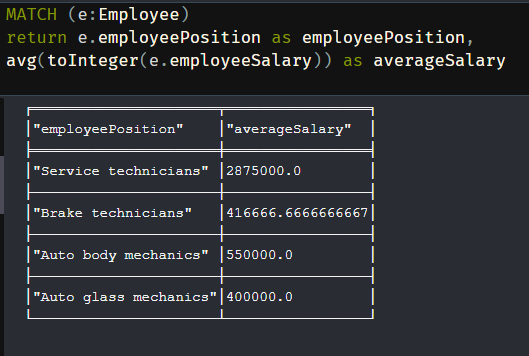 MATCH (e:Employee)
return e.employeePosition as employeePosition,
avg(toInteger(e.employeeSalary)) as averageSalary
"employeePosition" "averageSalary"
"Service technicians" 2875000.0
"Brake technicians" 416666.6666666667
"Auto body mechanics" 550000.0
"Auto glass mechanics" 400000.0